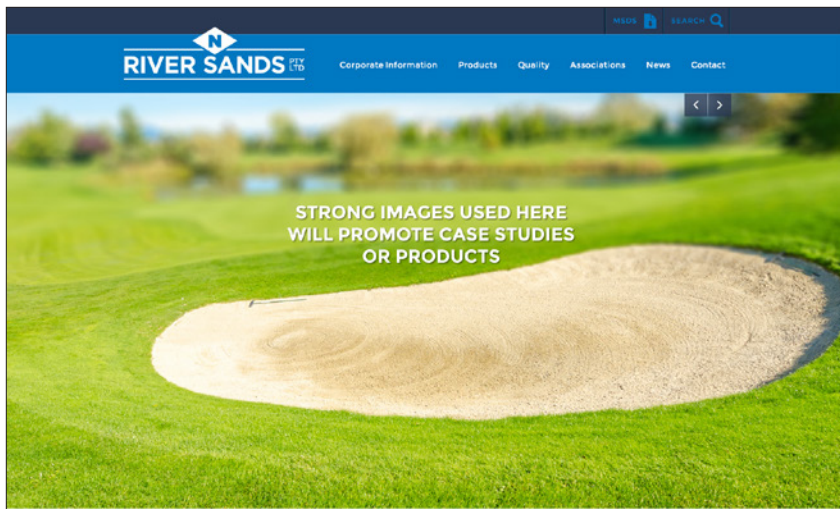 MSDS SEARCH
N
RIVER SANDS PTY LTD
Corporate Information Products Quality Associations News Contact
STRONG IMAGES USED HERE
WILL PROMOTE CASE STUDIES
OR PRODUCTS